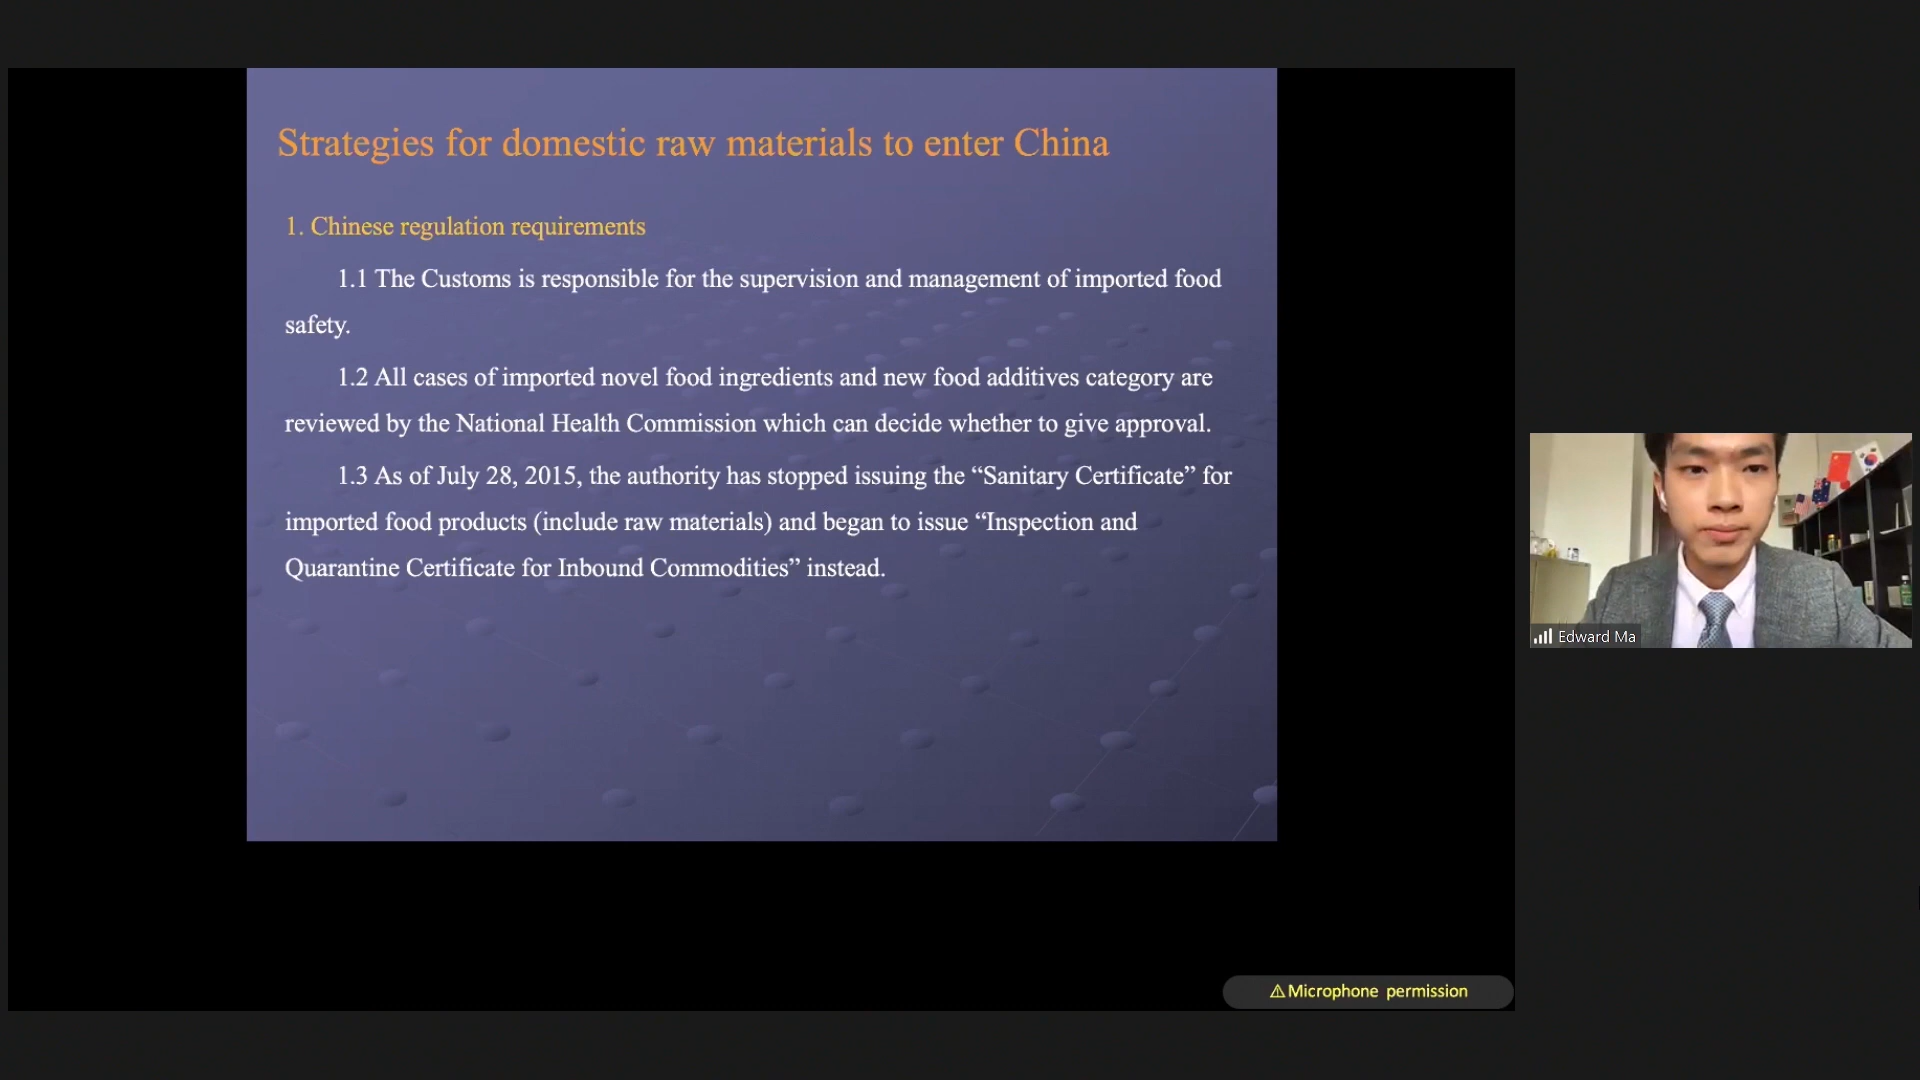 Strategies for domestic raw materials to enter China
1. Chinese regulation requirements
1.1 The Customs is responsible for the supervision and management of imported food
safety.
1.2 All cases of imported novel food ingredients and new food additives category are
reviewed by the National Health Commission which can decide whether to give approval.
1.3 As of July 28, 2015, the authority has stopped issuing the “Sanitary Certificate” for
imported food products (include raw materials) and began to issue “Inspection and
Quarantine Certificate for Inbound Commodities” instead.
Edward Ma
⚠Microphone permission